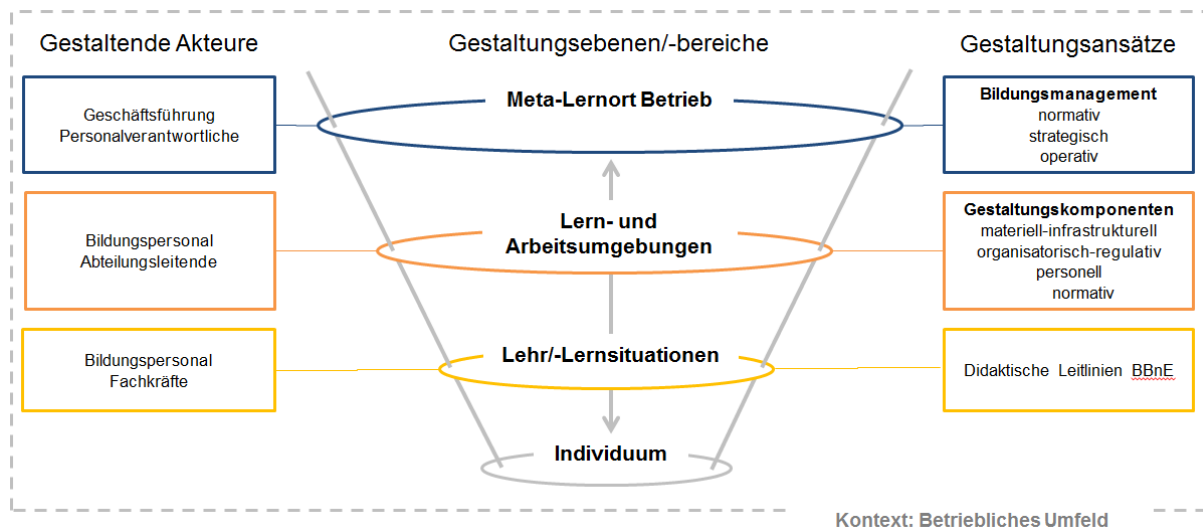 Gestaltende Akteure
Gestaltungsebenen/-bereiche
Gestaltungsansätze
Geschäftsführung
Personalverantwortliche
Meta-Lernort Betrieb
Bildungsmanagement
normativ
strategisch
operativ
Bildungspersonal
Abteilungsleitende
Lern- und
Arbeitsumgebungen
Gestaltungskomponenten
materiell-infrastrukturell
organisatorisch-regulativ
personell
normativ
Bildungspersonal
Fachkräfte
Lehr/-Lernsituationen
Didaktische Leitlinien BBnE
Individuum
Kontext: Betriebliches Umfeld